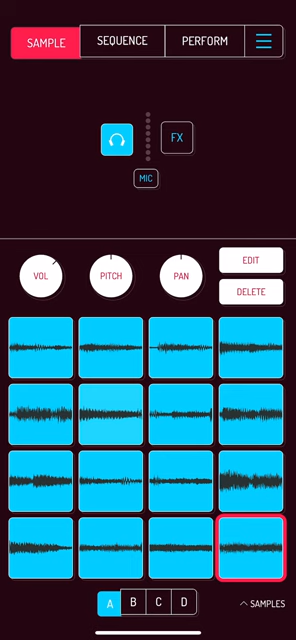 SAMPLE SEQUENCE PERFORM
FX
MIC
VOL PITCH PAN EDIT
DELETE
A B C D SAMPLES